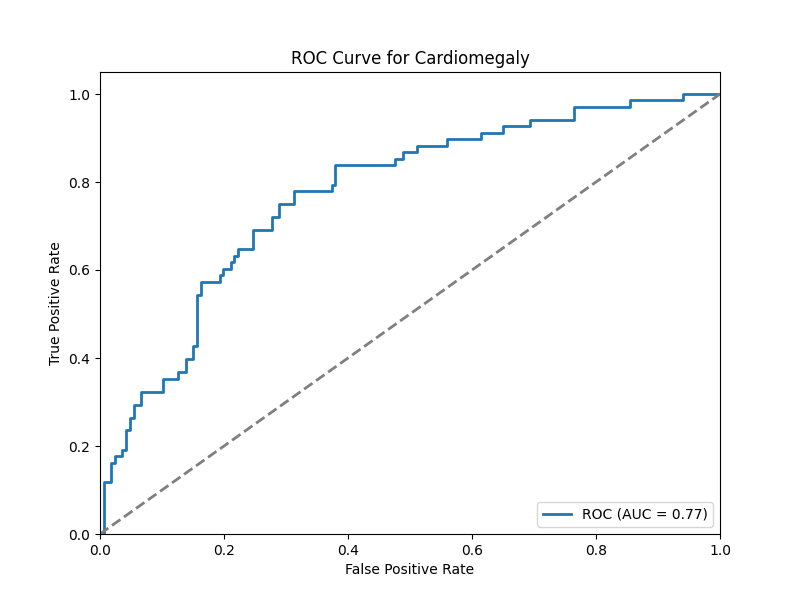 ROC Curve for Cardiomegaly
True Positive Rate
1.0
0.8
0.6
0.4
0.2
0.0
ROC (AUC = 0.77)
0.0 0.2 0.4 0.6 0.8 1.0
False Positive Rate